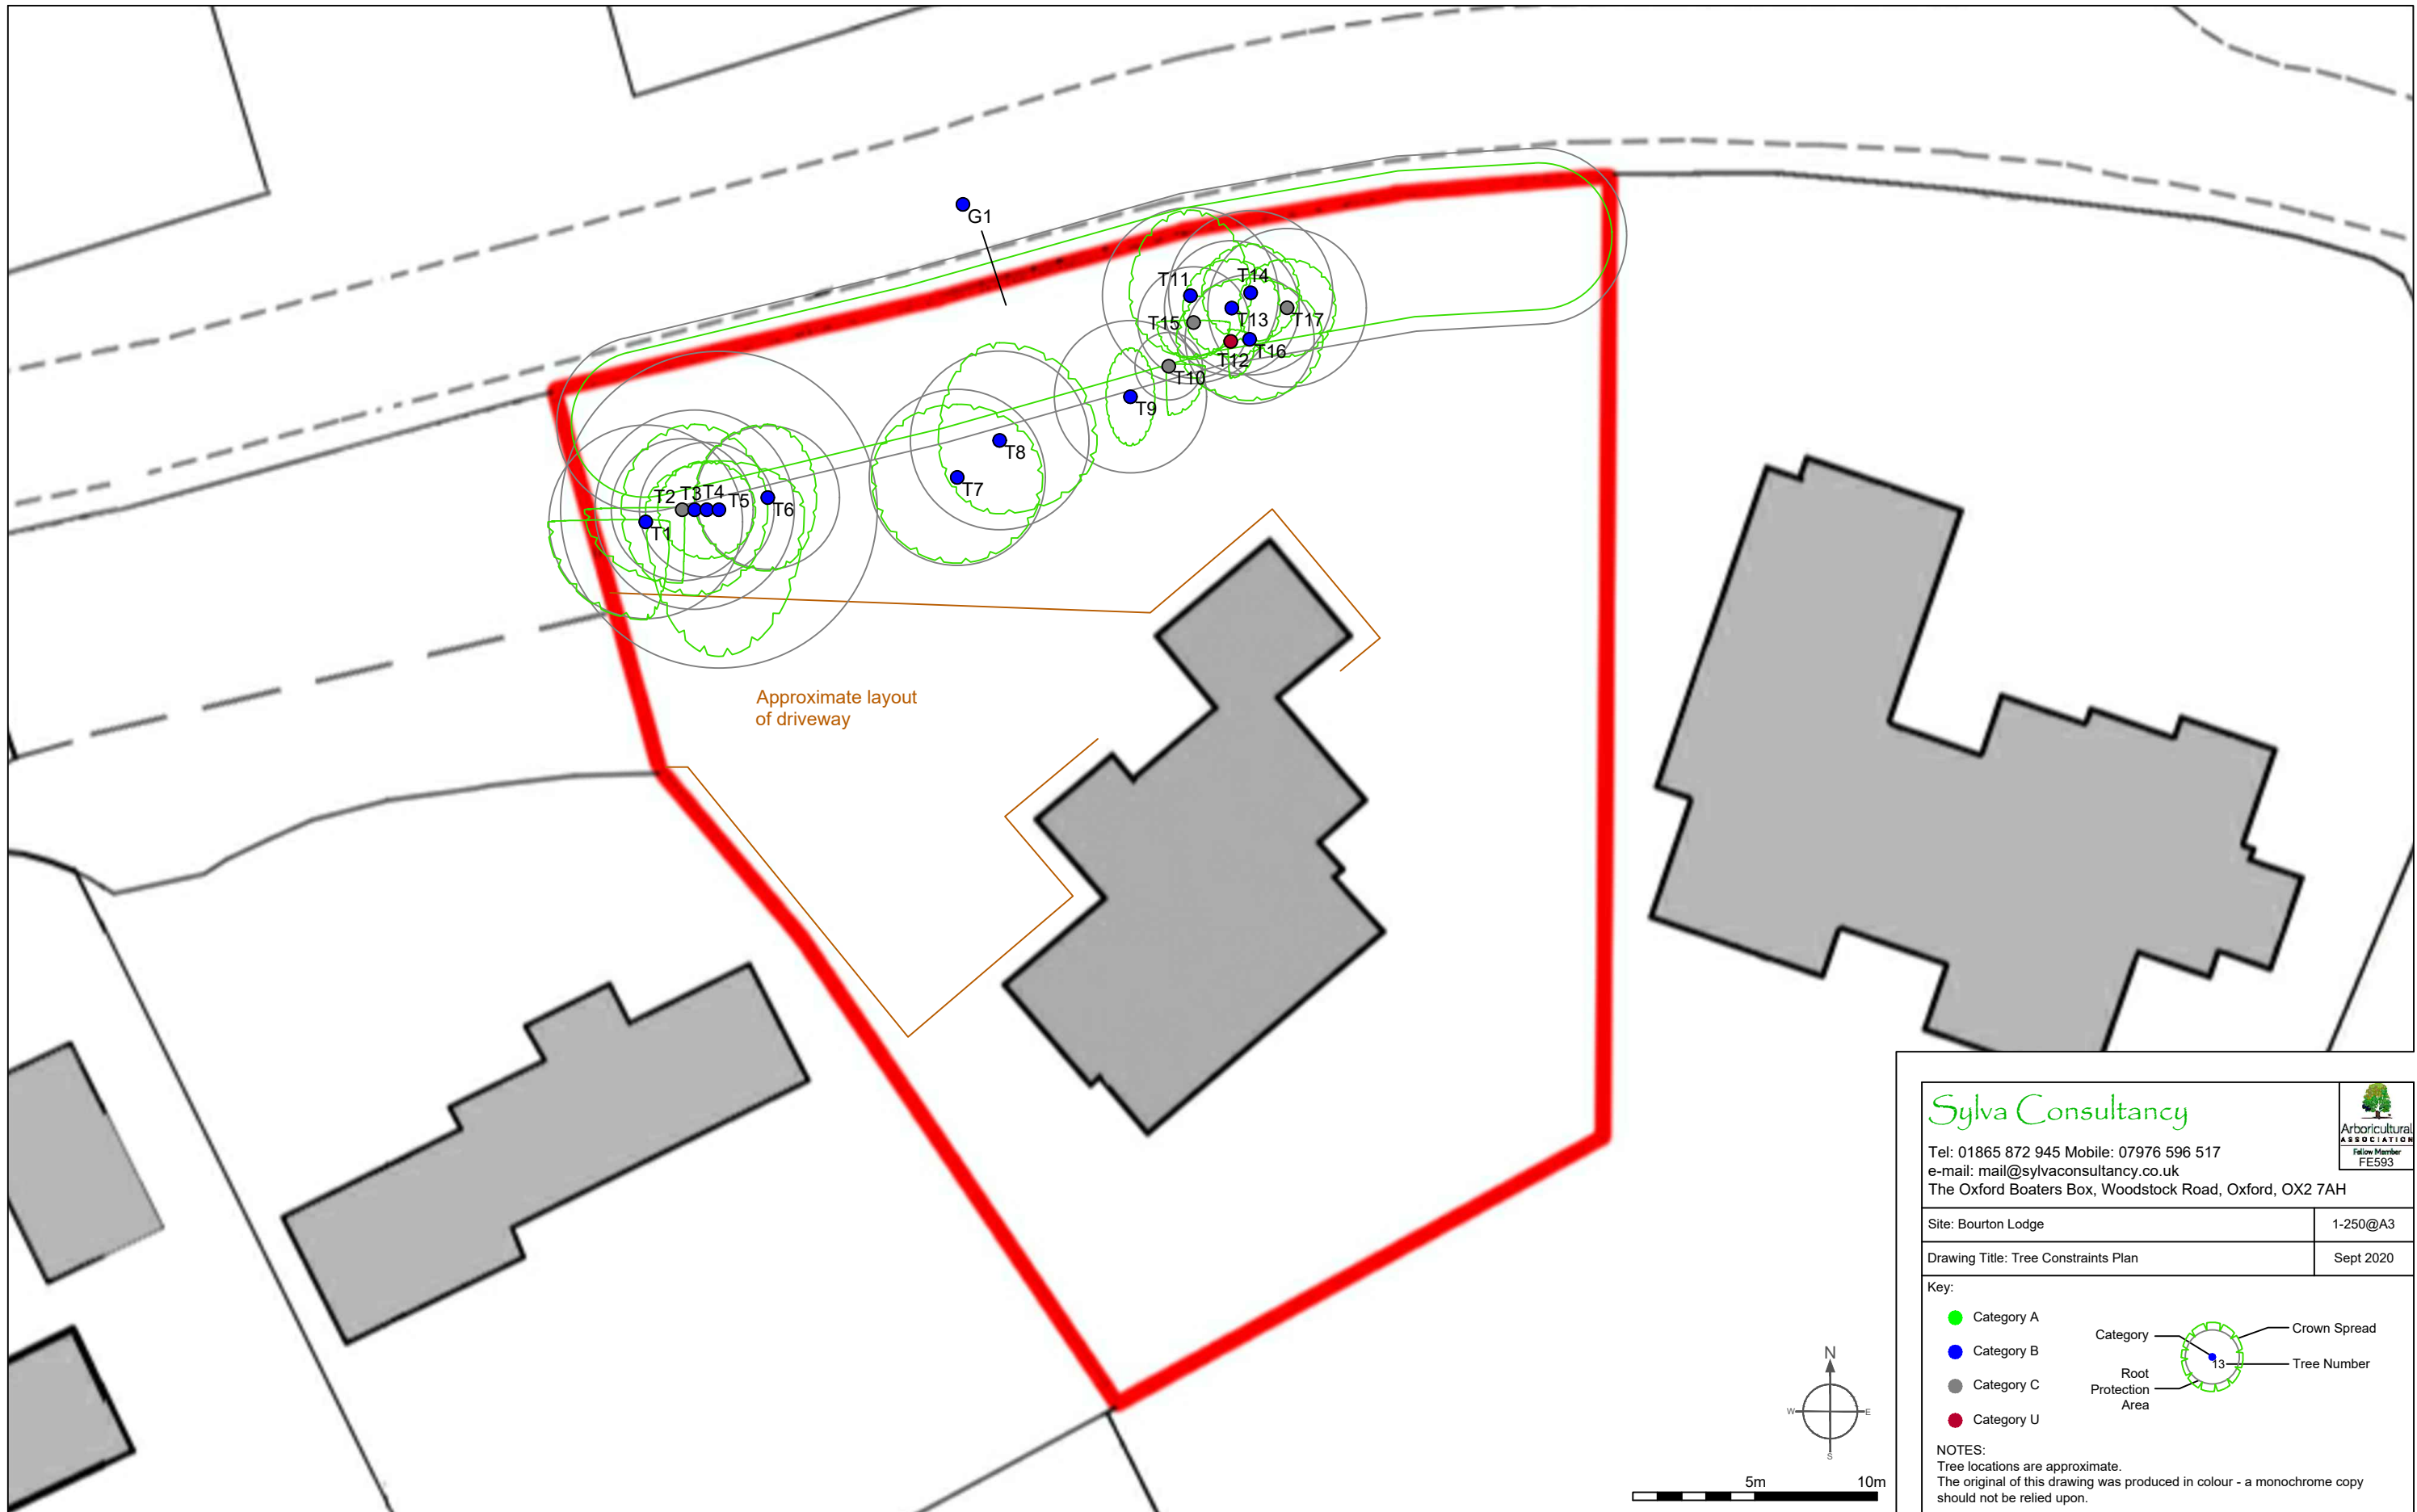 G1
T11
T14
T15
T13
T17
T12
T16
T10
T9
T8
T7
T2
T3
T4
T5
T6
T1
Approximate layout
of driveway
Sylva Consultancy
Arboricultural
ASSOCIATION
Fellow Member
FE593
Tel: 01865 872 945 Mobile: 07976 596 517
e-mail: mail@sylvaconsultancy.co.uk
The Oxford Boaters Box, Woodstock Road, Oxford, OX2 7AH
Site: Bourton Lodge
1-250@A3
Drawing Title: Tree Constraints Plan
Sept 2020
Key:
Category A
Category B
Category C
Category U
Category
Root
Protection
Area
13
Crown Spread
Tree Number
N
W
E
S
5m
10m
NOTES:
Tree locations are approximate.
The original of this drawing was produced in colour - a monochrome copy
should not be relied upon.